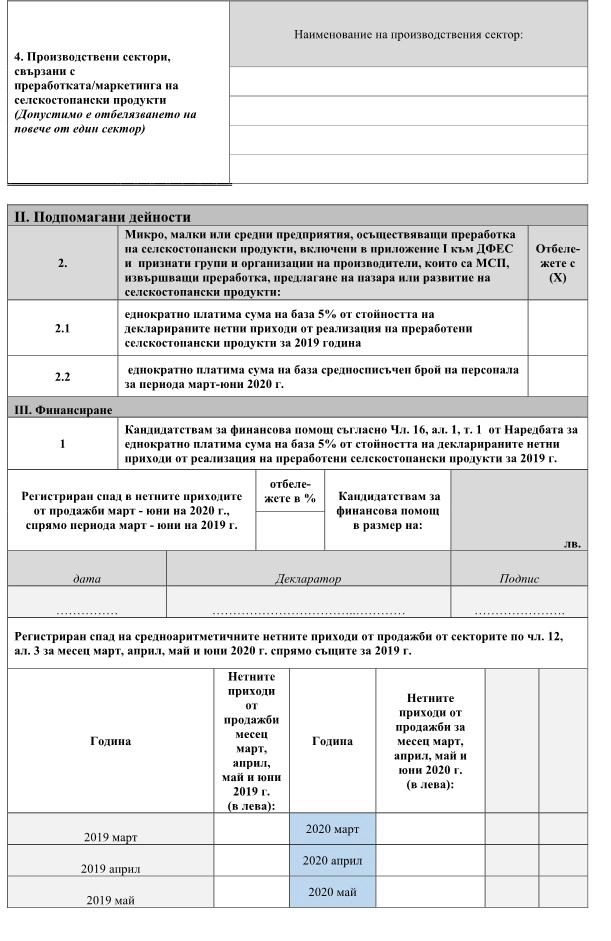 4. Производствени сектори,
свързани с
преработката/маркетинга на
селскостопански продукти
(Допустимо е отбелязването на
повече от един сектор)
Наименование на производствения сектор:
II. Подпомагани дейности
2.
Микро, малки или средни предприятия, осъществяващи преработка
на селскостопански продукти, включени в приложение I към ДФЕС
и признати групи и организации на производители, които са МСП,
извършващи преработка, предлагане на пазара или развитие на
селскостопански продукти:
Отбеле-
жете с
(X)
2.1
еднократно платима сума на база 5% от стойността на
декларираните нетни приходи от реализация на преработени
селскостопански продукти за 2019 година
2.2
еднократно платима сума на база средносписъчен брой на персонала
за периода март-юни 2020 г.
III. Финансиране
1
Кандидатствам за финансова помощ съгласно Чл. 16, ал. 1, т. 1 от Наредбата за
еднократно платима сума на база 5% от стойността на декларираните нетни
приходи от реализация на преработени селскостопански продукти за 2019 г.
Регистриран спад в нетните приходите
от продажби март - юни на 2020 г.,
спрямо периода март - юни на 2019 г.
отбеле-
жете в %
Кандидатствам за
финансова помощ
в размер на:
лв.
дата
Декларатор
Подпис
……………
……………………………...…………
………………….
Регистриран спад на средноаритметичните нетните приходи от продажби от секторите по чл. 12,
ал. 3 за месец март, април, май и юни 2020 г. спрямо същите за 2019 г.
Година
Нетните
приходи
от
продажби
месец
март,
април,
май и юни
2019 г.
(в лева):
Година
Нетните
приходи от
продажби за
месец март,
април, май и
юни 2020 г.
(в лева):
2019 март
2020 март
2019 април
2020 април
2019 май
2020 май